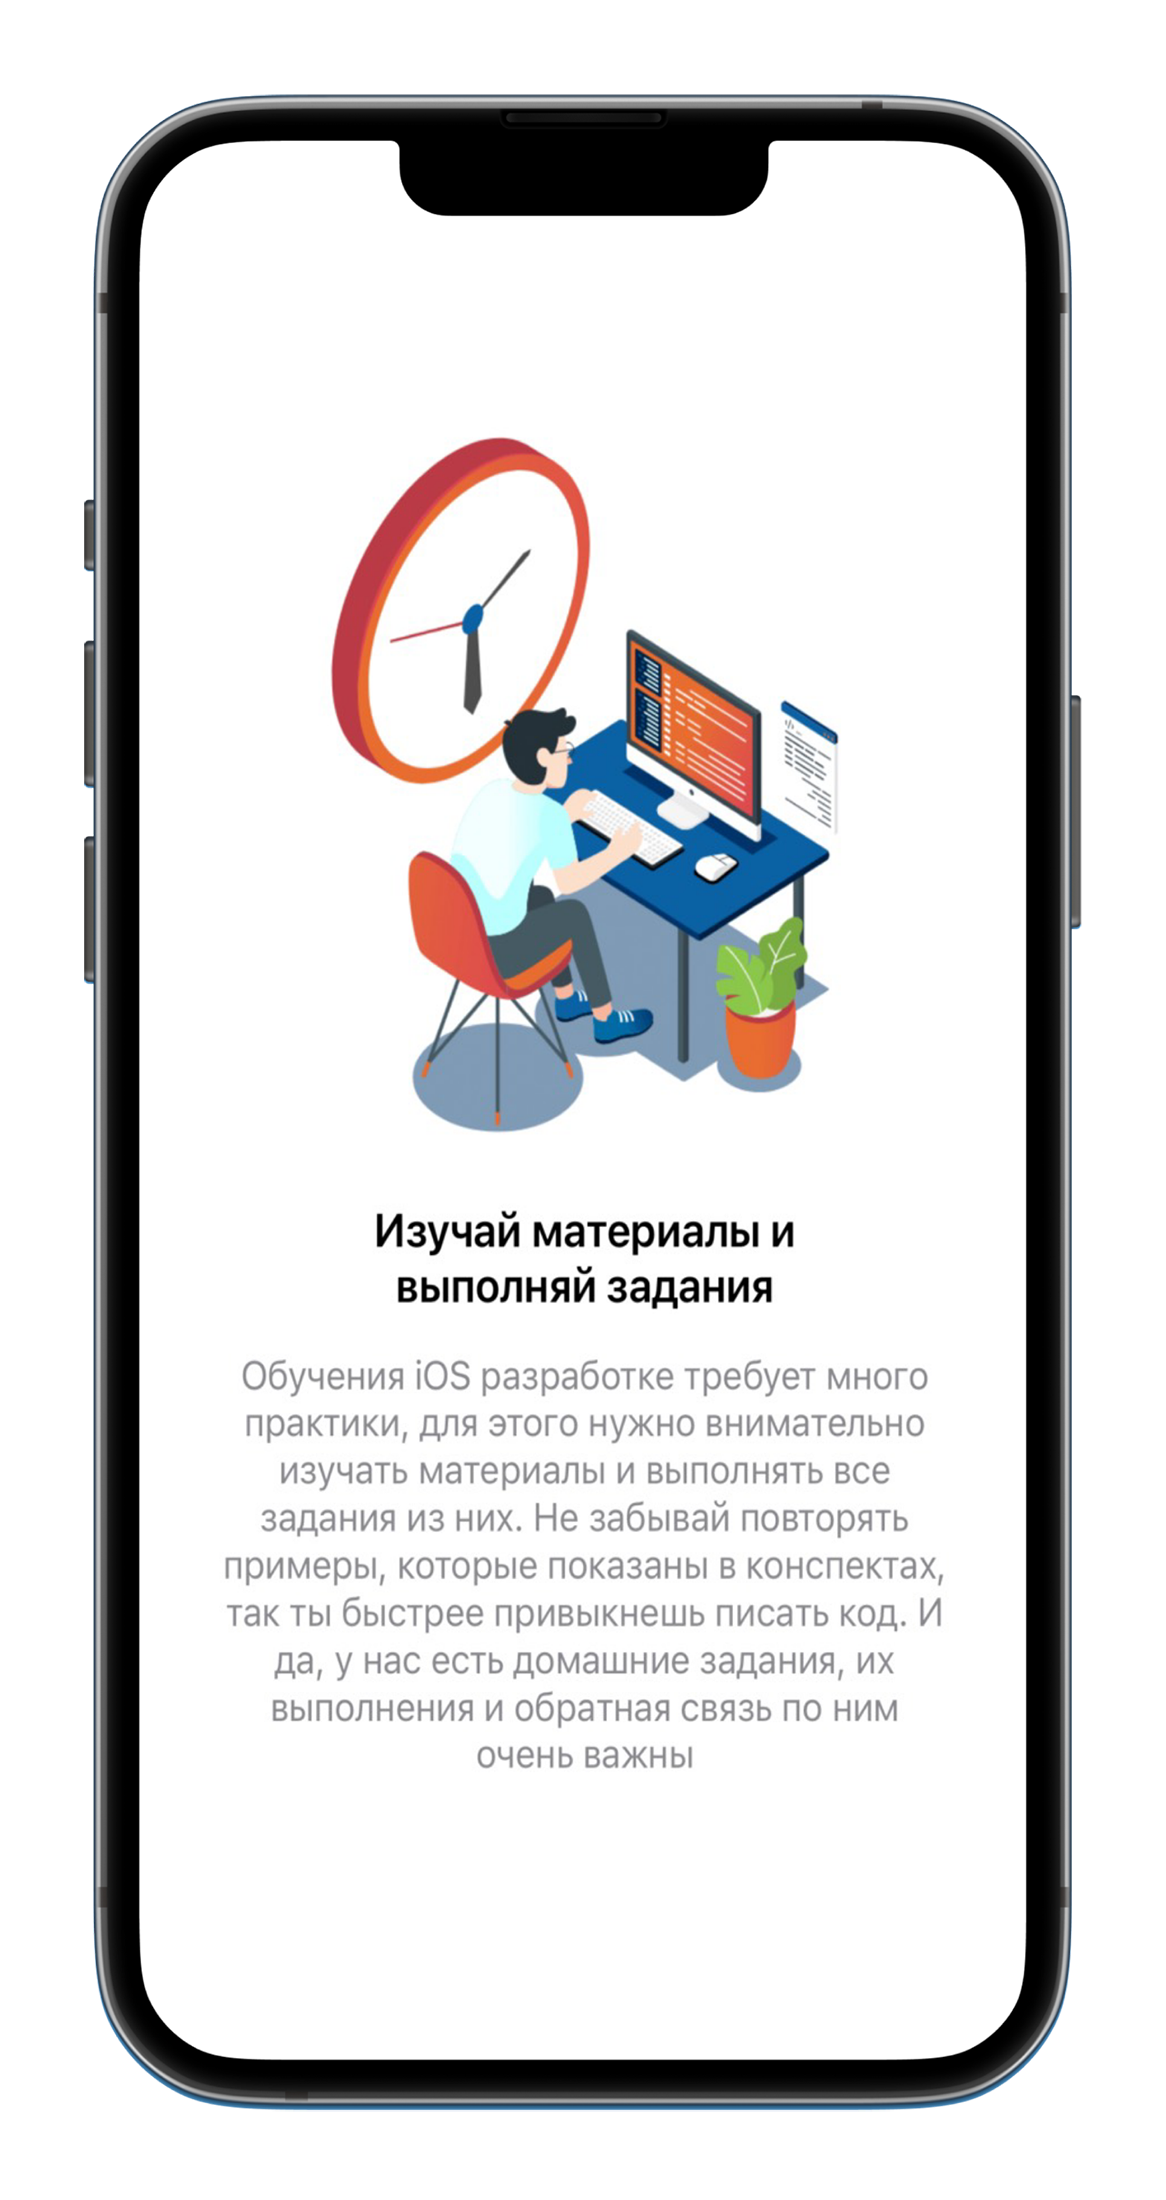 Изучай материалы и
выполняй задания
Обучения iOS разработке требует много
практики, для этого нужно внимательно
изучать материалы и выполнять все
задания из них. Не забывай повторять
примеры, которые показаны в конспектах,
так ты быстрее привыкнешь писать код. И
да, у нас есть домашние задания, их
выполнения и обратная связь по ним
очень важны